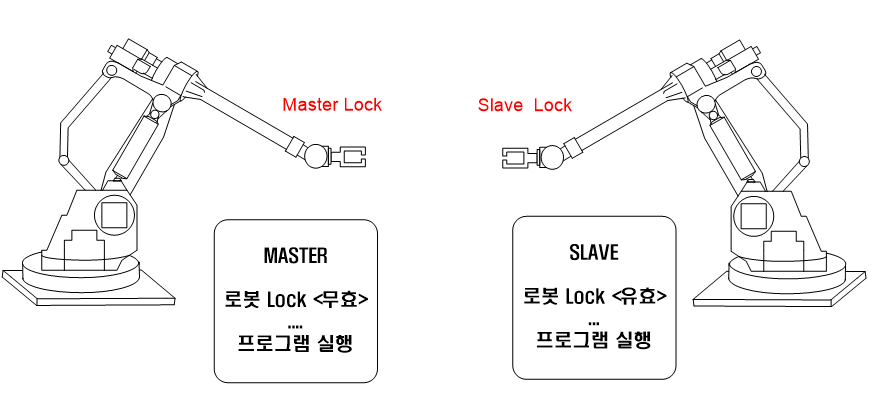 Master Lock
Slave Lock
MASTER
로봇 Lock <무효>
....
프로그램 실행
SLAVE
로봇 Lock <유효>
...
프로그램 실행